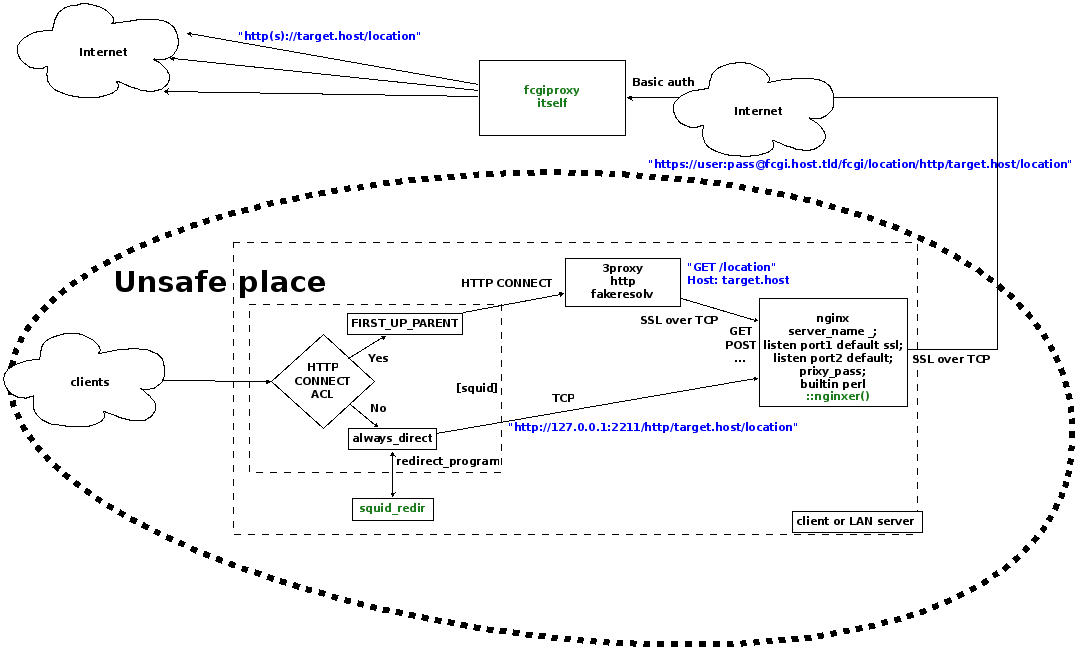 Internet
"http(s)://target.host/location"
fcgiproxy
itself
Basic auth
Internet
"https://user:pass@fcgi.host.tld/fcgi/location/http/target.host/location"
Unsafe place
HTTP CONNECT
3proxy
http
fakeresolv
"GET /location"
Host: target.host
SSL over TCP
GET
POST
...
nginx
server_name _;
listen port1 default ssl;
listen port2 default;
prixy_pass;
builtin perl
::nginxer()
SSL over TCP
FIRST_UP_PARENT
Yes
clients
HTTP
CONNECT
ACL
[squid]
No
TCP
always_direct
"http://127.0.0.1:2211/http/target.host/location"
redirect_program
squid_redir
client or LAN server